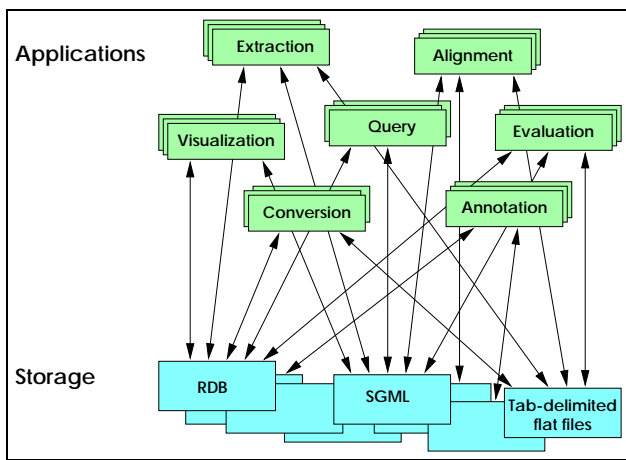 Applications
Extraction
Alignment
Visualization
Query
Evaluation
Conversion
Annotation
Storage
RDB
SGML
Tab-delimited
flat files